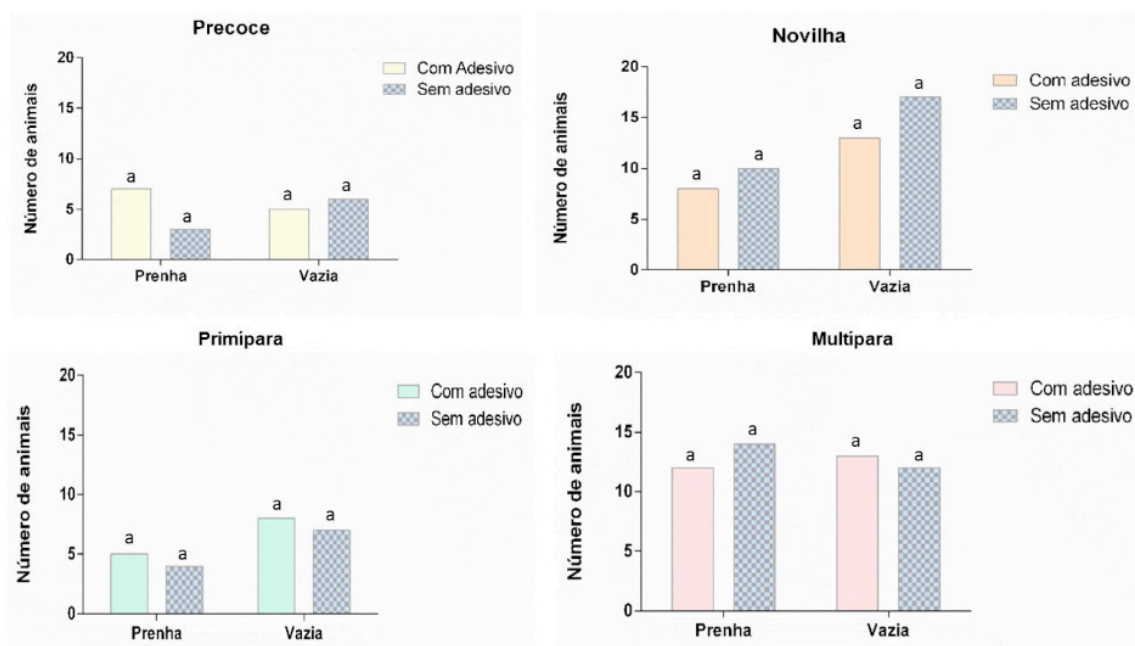 Precoce
Número de animais
20
15
10
5
0
a
a
a
a
Prenha
Vazia
Com Adesivo
Sem adesivo
Novilha
Número de animais
20
15
10
5
0
a
a
a
a
Prenha
Vazia
Com adesivo
Sem adesivo
Primípara
Número de animais
20
15
10
5
0
a
a
a
a
Prenha
Vazia
Com adesivo
Sem adesivo
Multípara
Número de animais
20
15
10
5
0
a
a
a
a
Prenha
Vazia
Com adesivo
Sem adesivo